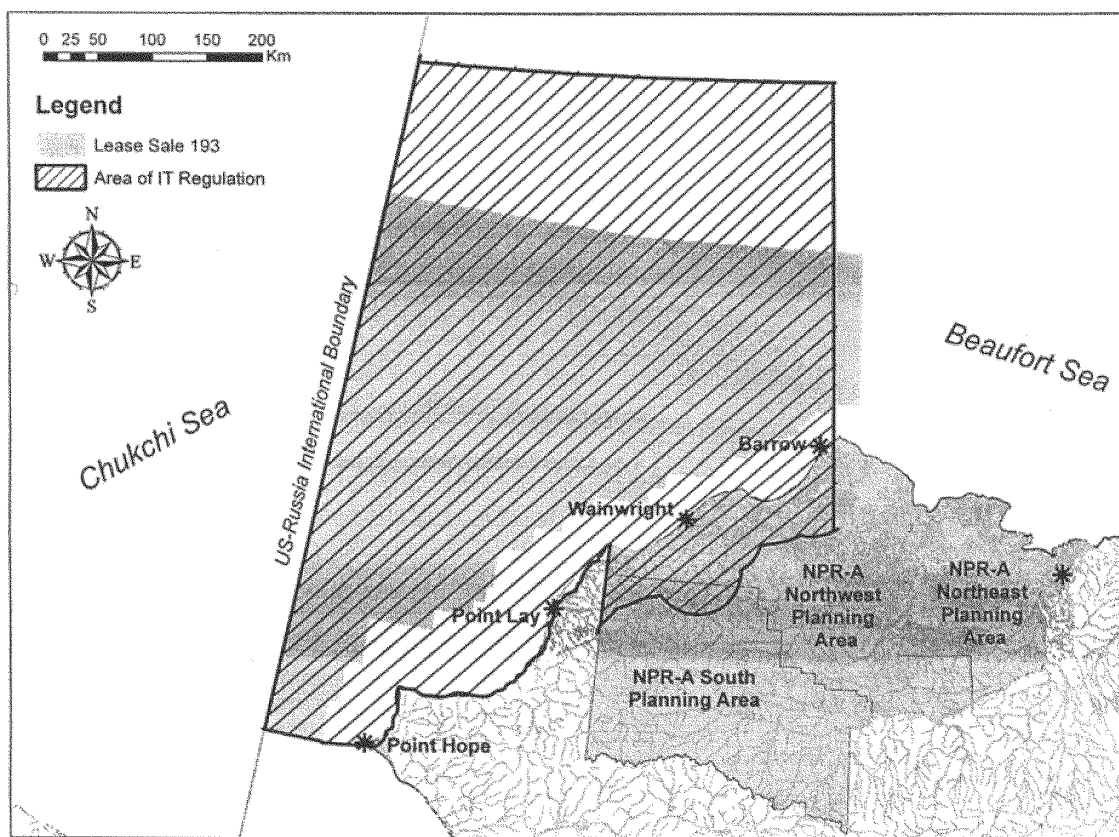 0 25 50 100 150 200
Km
Legend
Lease Sale 193
Area of IT Regulation
N
W E
S
US-Russia International Boundary
Chukchi Sea
Beaufort Sea
Barrow
Wainwright
Point Lay
Point Hope
NPR-A
Northwest
Planning
Area
NPR-A
Northeast
Planning
Area
NPR-A South
Planning Area